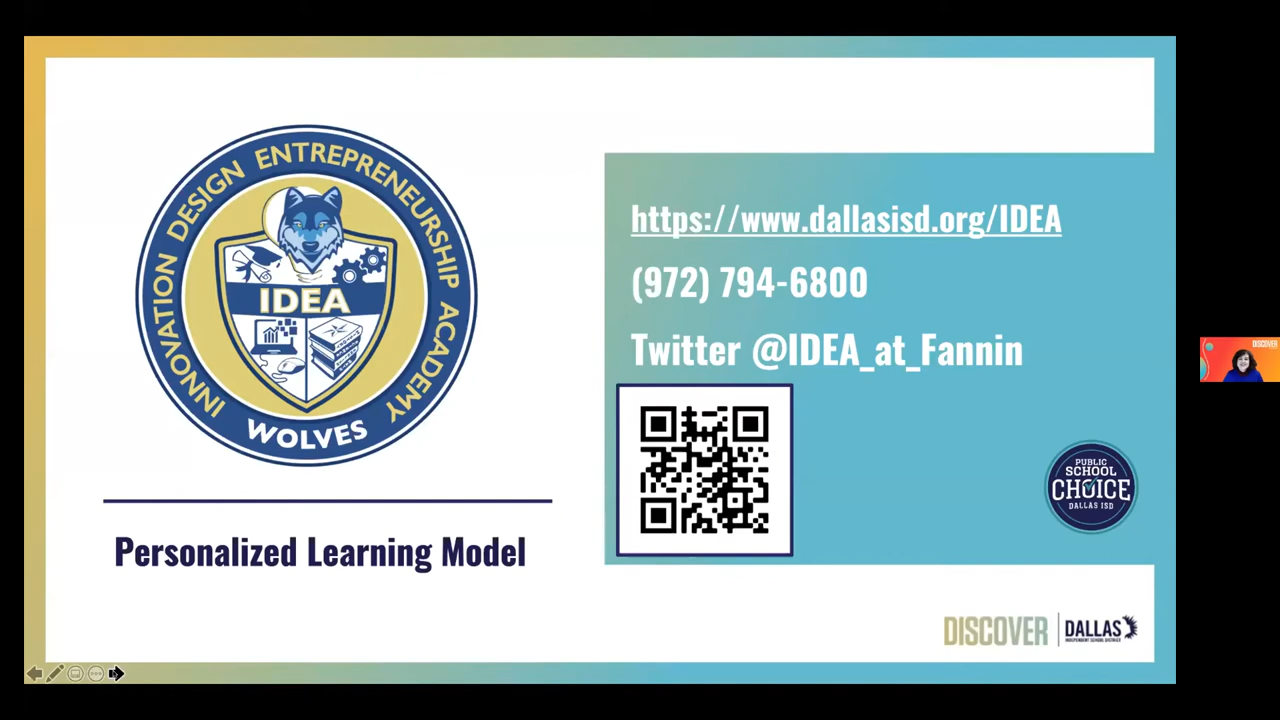 INNOVATION DESIGN ENTREPRENEURSHIP ACADEMY
IDEA
WOLVES
Personalized Learning Model
https://www.dallasisd.org/IDEA
(972) 794-6800
Twitter @IDEA_at_Fannin
PUBLIC
SCHOOL
CHOICE
DALLAS ISD
DISCOVER
DALLAS
INDEPENDENT SCHOOL DISTRICT
DISCOVER